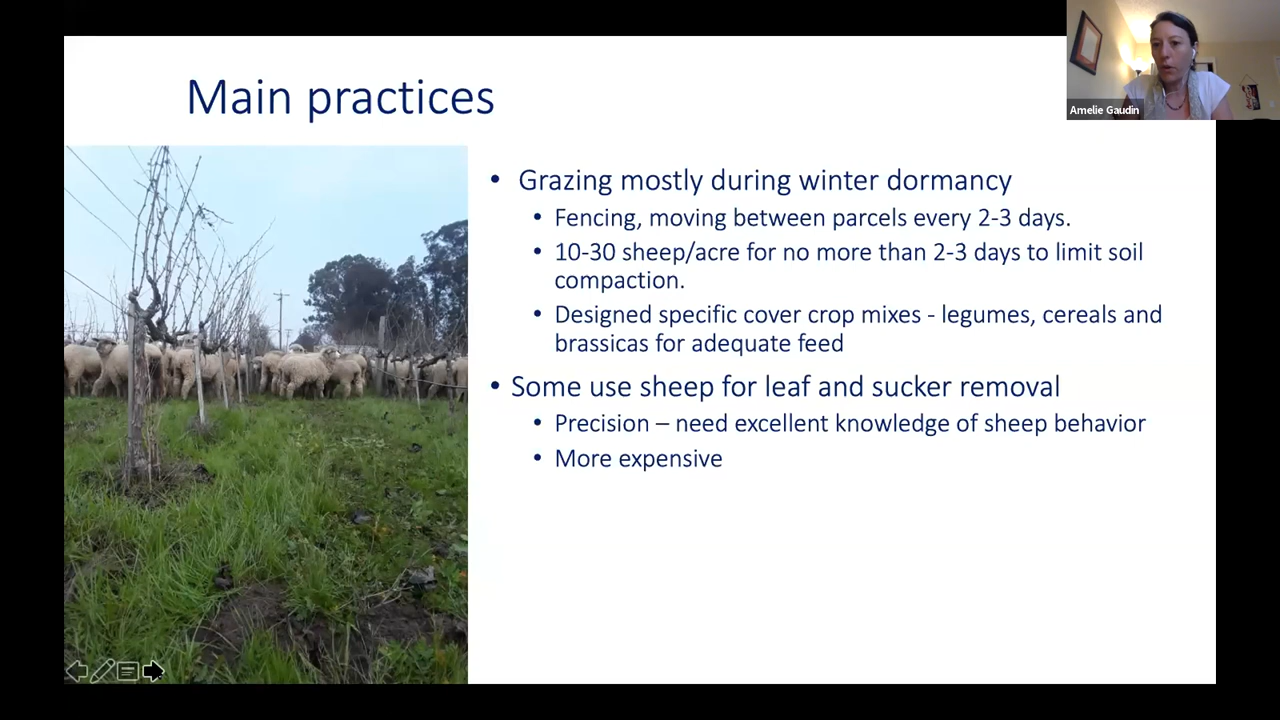 Main practices
Amelie Gaudin
• Grazing mostly during winter dormancy
• Fencing, moving between parcels every 2-3 days.
• 10-30 sheep/acre for no more than 2-3 days to limit soil
compaction.
• Designed specific cover crop mixes - legumes, cereals and
brassicas for adequate feed
• Some use sheep for leaf and sucker removal
• Precision – need excellent knowledge of sheep behavior
• More expensive